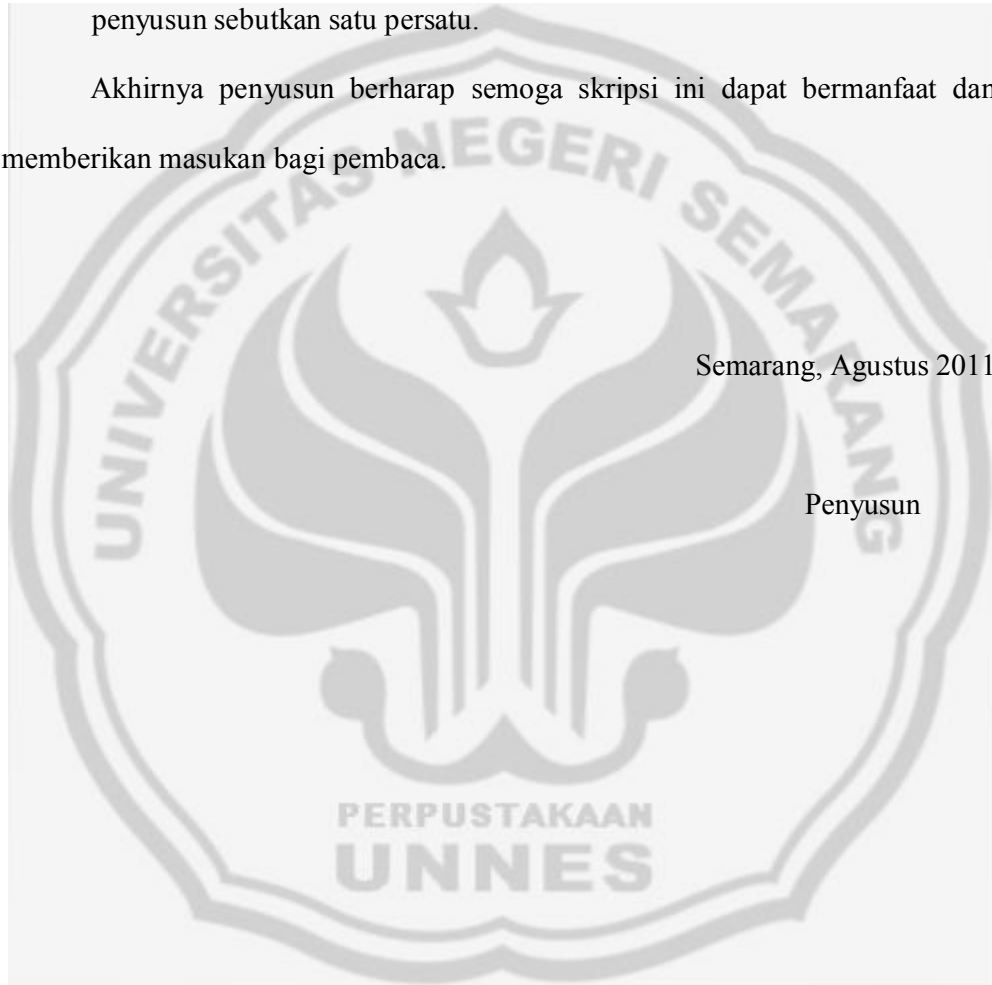 penyusun sebutkan satu persatu.
Akhirnya penyusun berharap semoga skripsi ini dapat bermanfaat dan
memberikan masukan bagi pembaca.
UNIVERSITAS NEGERI SEMARANG
Semarang, Agustus 2011
Penyusun
PERPUSTAKAAN
UNNES